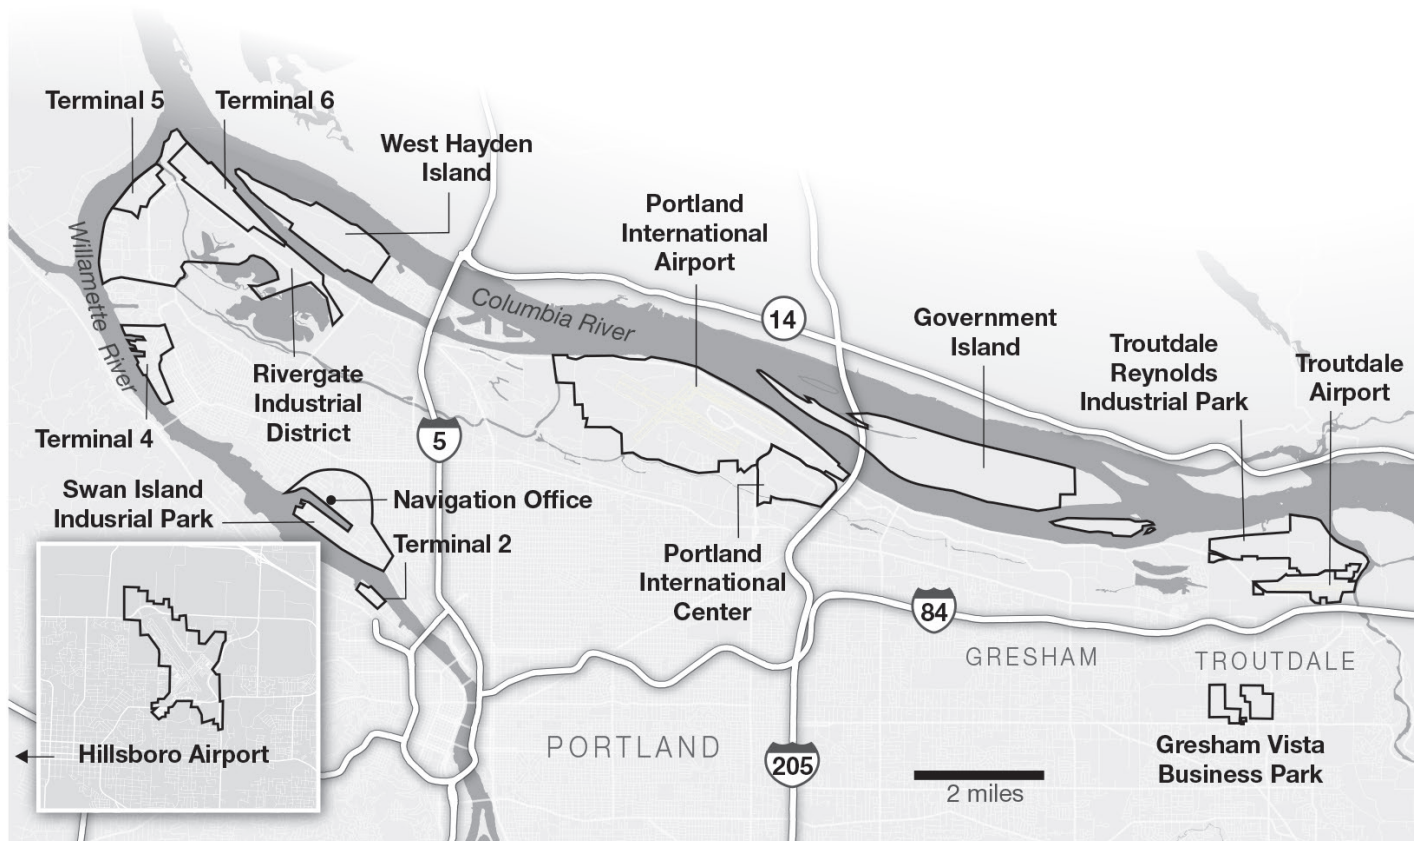 Terminal 5
Terminal 6
West Hayden
Island
Portland
International
Airport
Willamette River
Columbia River
14
Government
Island
Troutdale
Reynolds
Industrial Park
Troutdale
Airport
Rivergate
Industrial
District
Terminal 4
5
Swan Island
Indusrial Park
Navigation Office
Terminal 2
Portland
International
Center
84
GRESHAM
TROUTDALE
Hillsboro Airport
PORTLAND
205
2 miles
Gresham Vista
Business Park